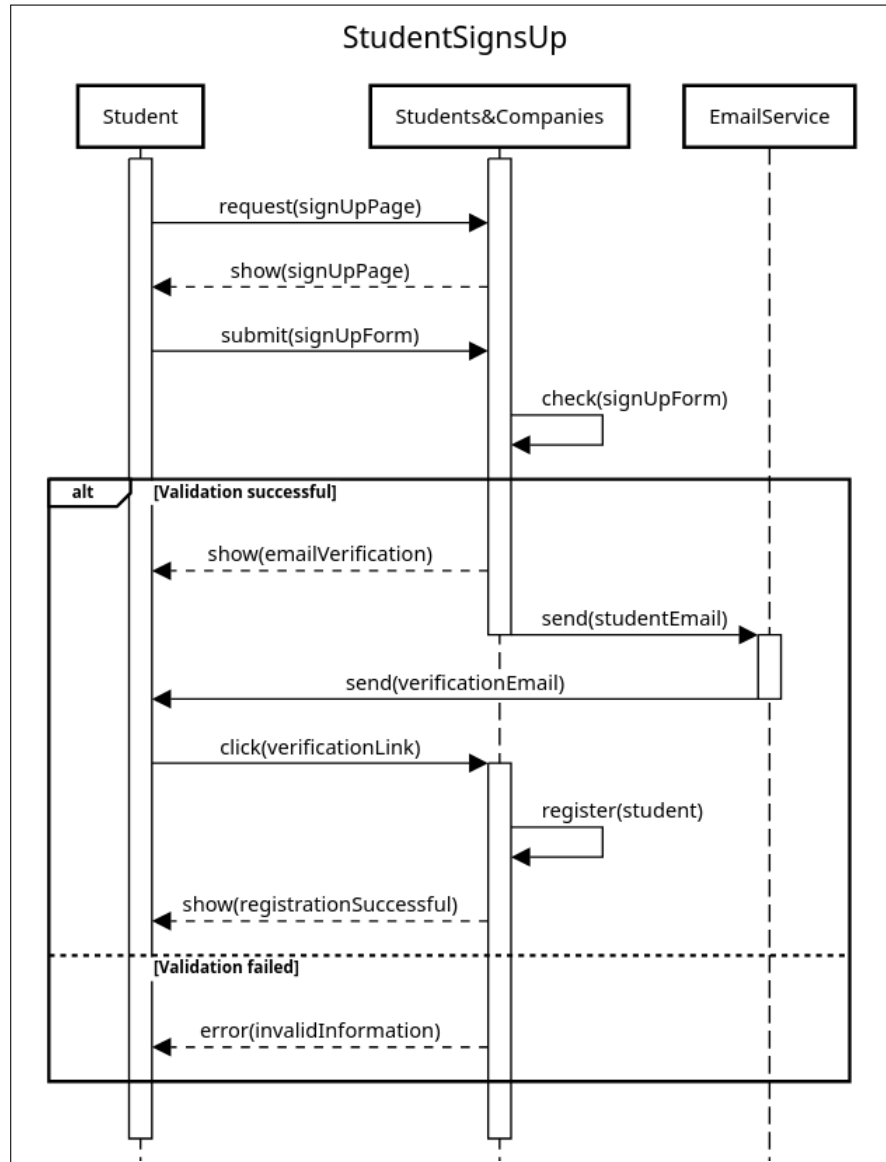 StudentSignsUp
Student
Students&Companies
EmailService
request(signUpPage)
show(signUpPage)
submit(signUpForm)
check(signUpForm)
alt
[Validation successful]
show(emailVerification)
send(studentEmail)
send(verificationEmail)
click(verificationLink)
register(student)
show(registrationSuccessful)
[Validation failed]
error(invalidInformation)